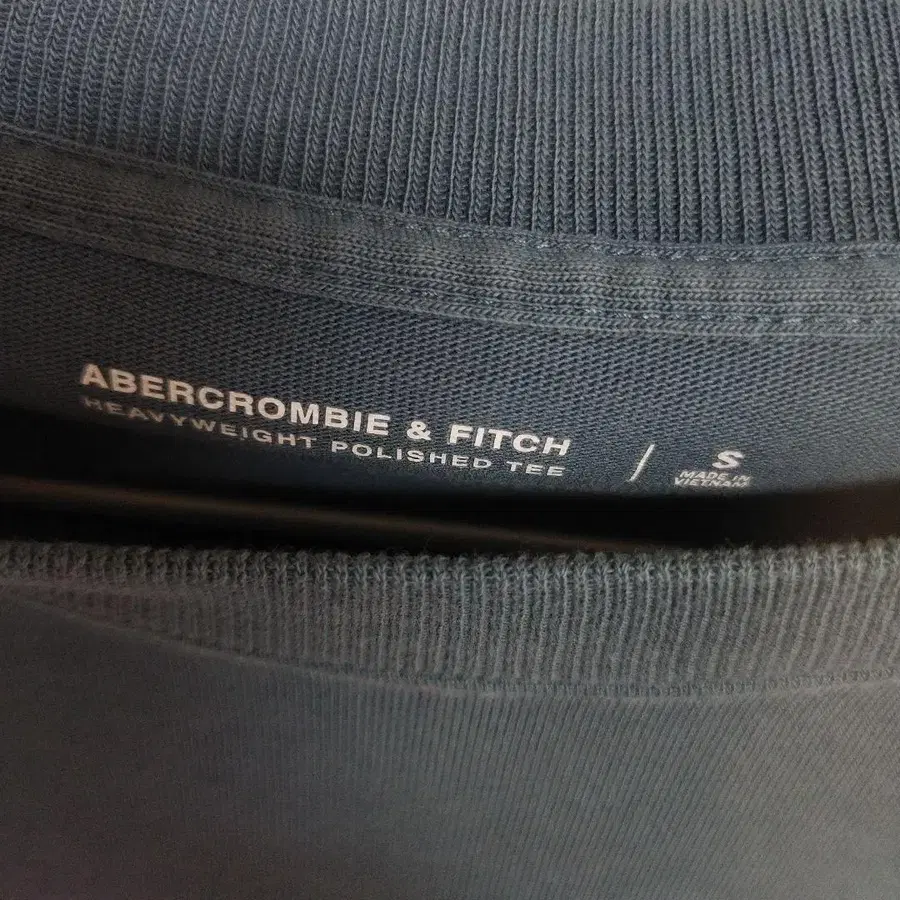 ABERCROMBIE & FITCH
HEAVYWEIGHT POLISHED TEE
/
S
MADE IN
VIETNAM